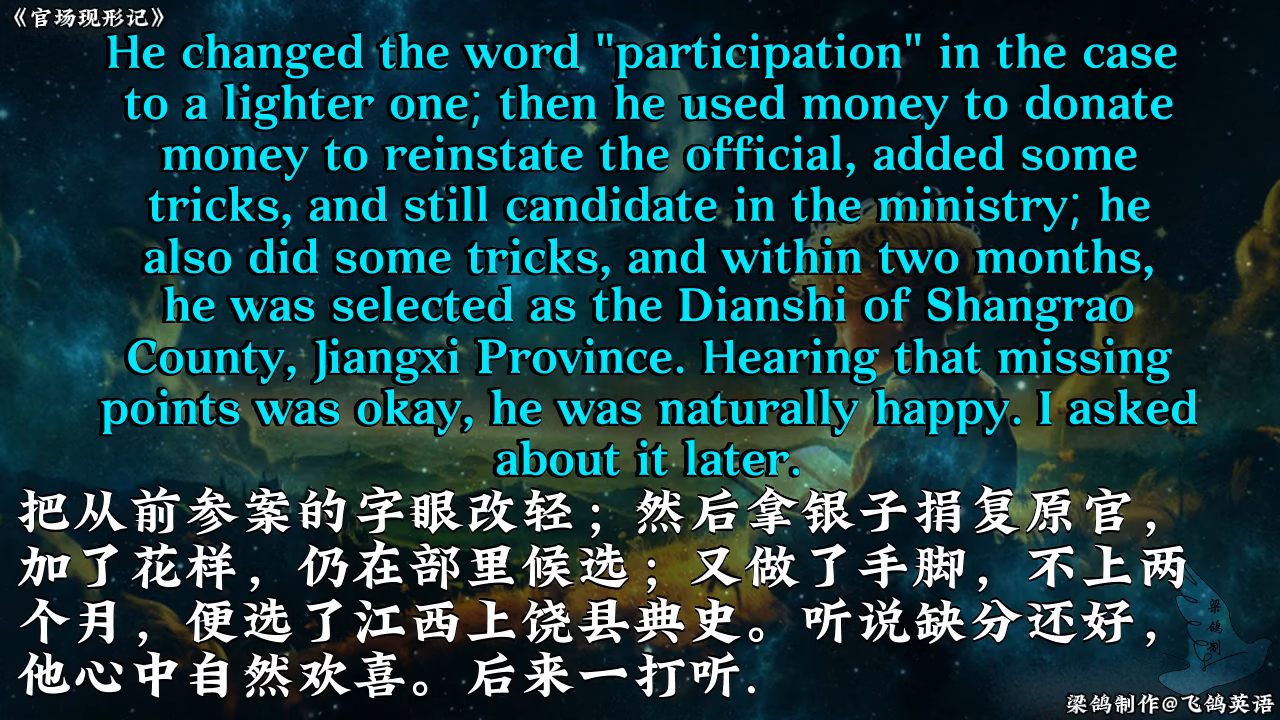 《官场现形记》
He changed the word "participation" in the case
to a lighter one; then he used money to donate
money to reinstate the official, added some
tricks, and still candidate in the ministry; he
also did some tricks, and within two months,
he was selected as the Dianshi of Shangrao
County, Jiangxi Province. Hearing that missing
points was okay, he was naturally happy. I asked
about it later.
把从前参案的字眼改轻；然后拿银子捐复原官，
加了花样，仍在部里候选；又做了手脚，不上两
个月，便选了江西上饶县典史。听说缺分还好，
他心中自然欢喜。后来一打听.
梁鸽制
梁鸽制作@飞鸽英语